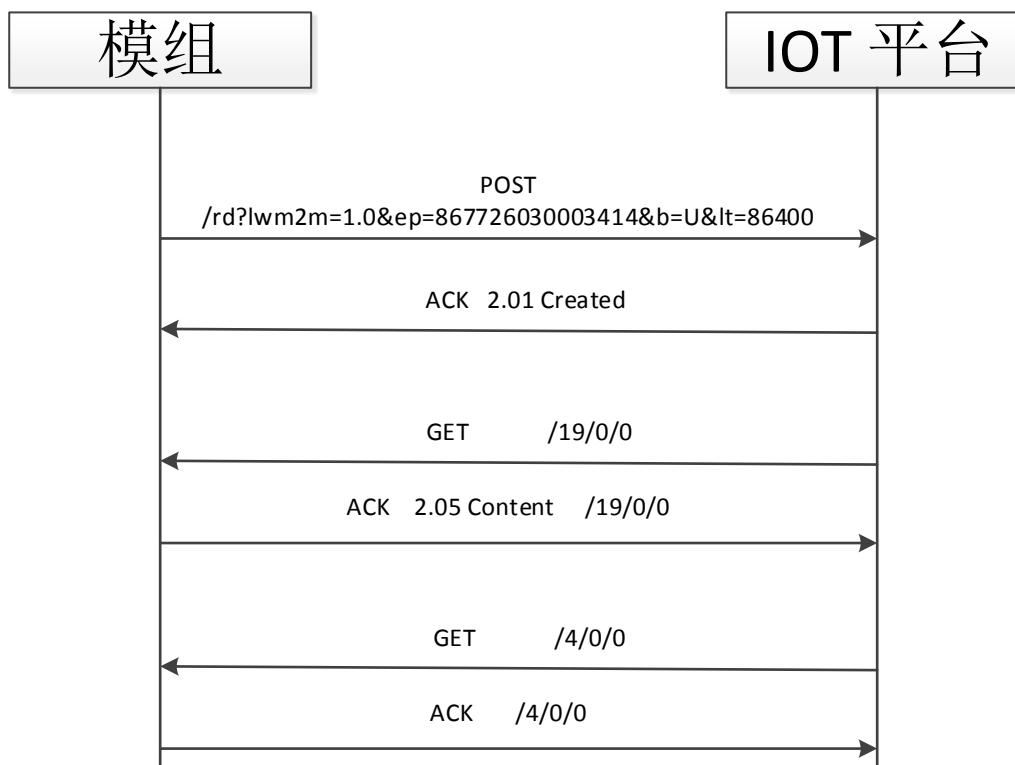 模组
IOT 平台
POST
/rd?lwm2m=1.0&ep=867726030003414&b=U&lt=86400
ACK 2.01 Created
GET /19/0/0
ACK 2.05 Content /19/0/0
GET /4/0/0
ACK /4/0/0